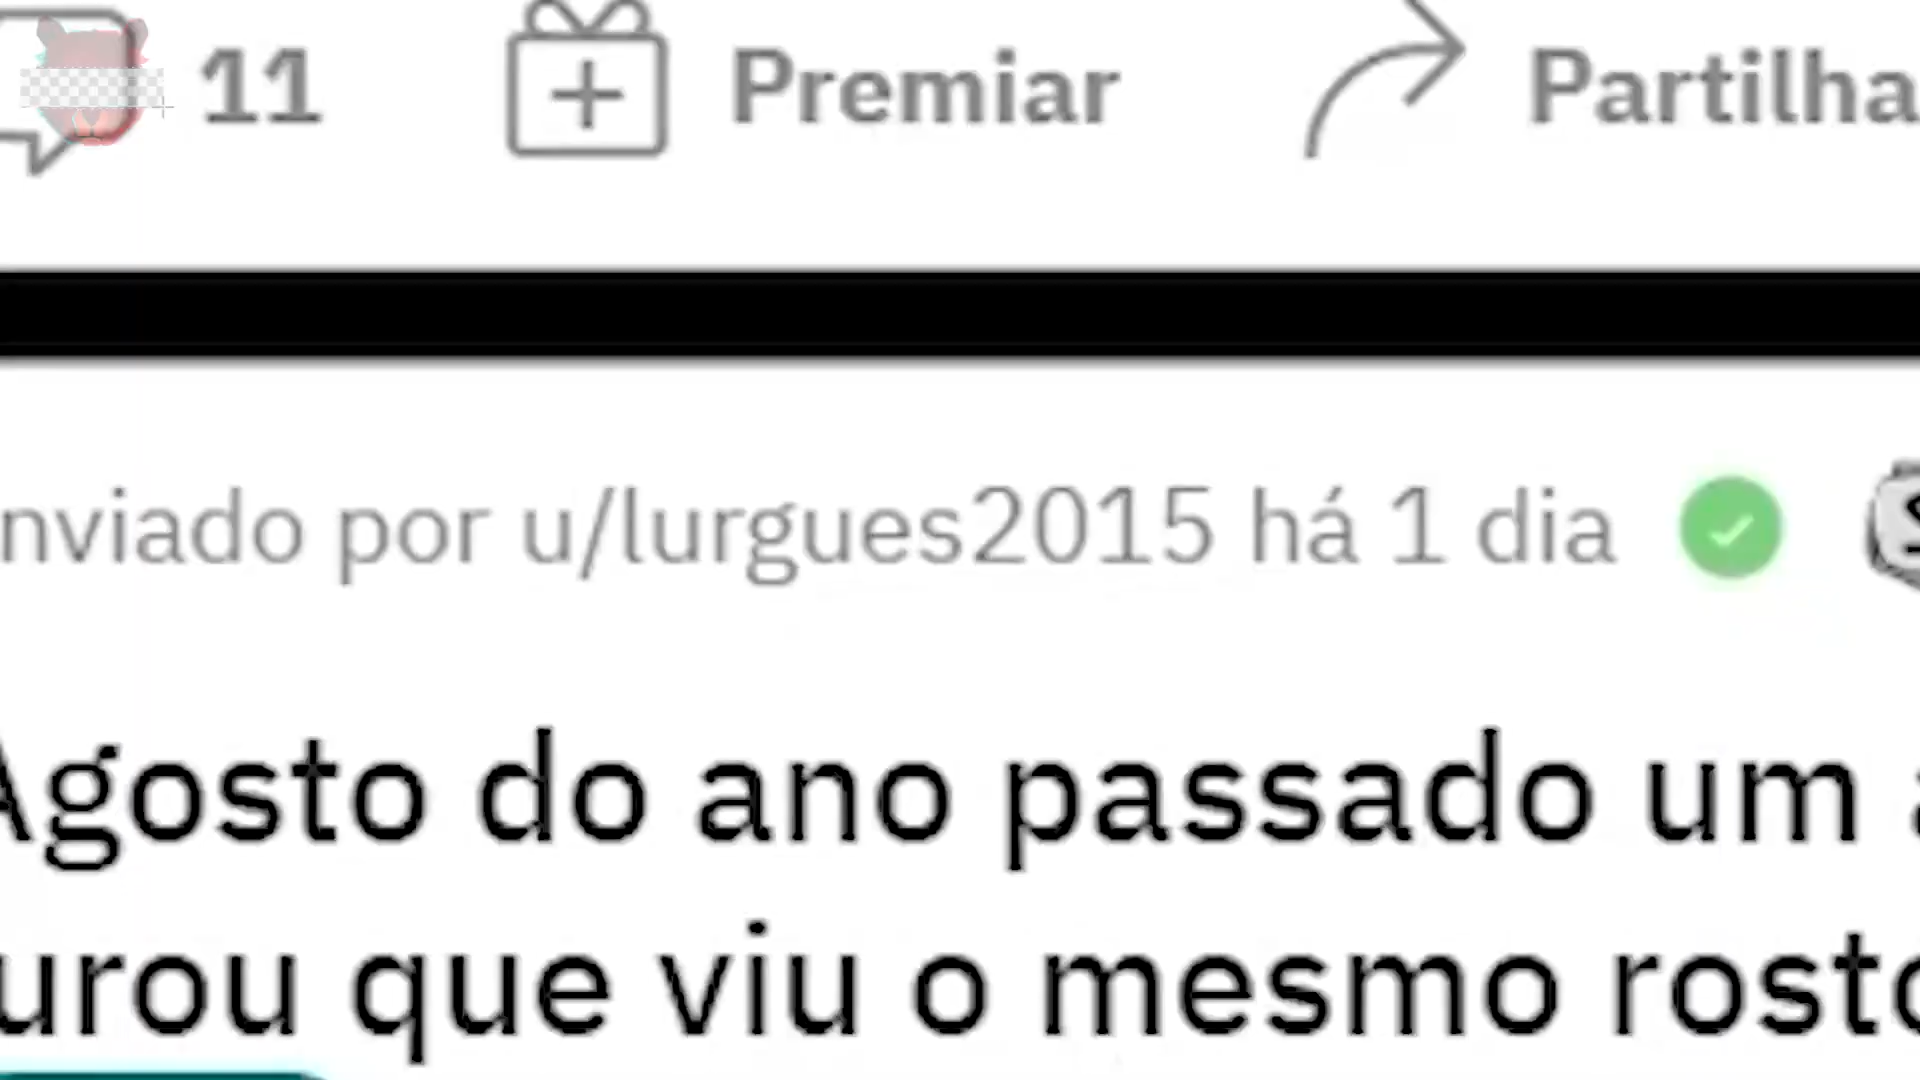 11 Premiar Partilha
nviado por u/lurgues2015 há 1 dia
Agosto do ano passado um a
urou que viu o mesmo rosto